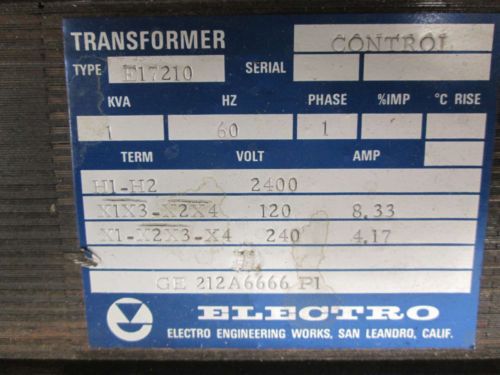 TRANSFORMER CONTROL
TYPE E17210 SERIAL
KVA HZ PHASE %IMP °C RISE
1 60 1
TERM VOLT AMP
H1-H2 2400
X1X3-X2X4 120 8.33
X1-X2X3-X4 240 4.17
GE 212A6666 P1
ELECTRO
ELECTRO ENGINEERING WORKS, SAN LEANDRO, CALIF.